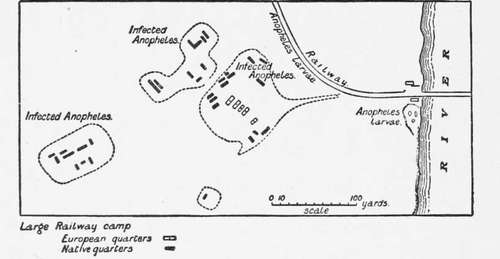 Infected Anopheles.
Infected
Anopheles.
Anopheles Larvae
Railway.
Infected Anopheles.
Anopheles
larvae.
RIVER
0 10 100 yards.
scale
Large Railway camp
European quarters
Native quarters